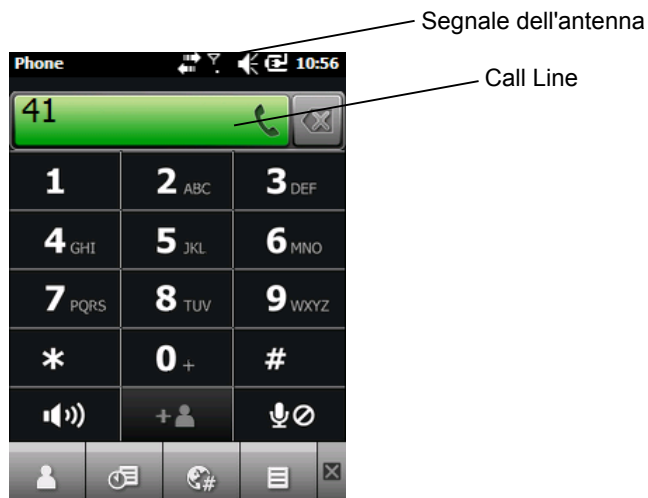 Segnale dell'antenna
Phone 10:56
Call Line
41
1 2 ABC 3 DEF
4 GHI 5 JKL 6 MNO
7 PQRS 8 TUV 9 WXYZ
* 0 + #
+
#